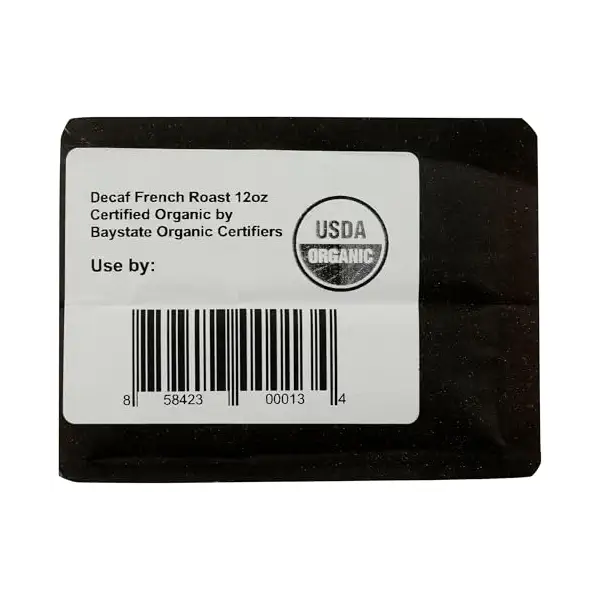 Decaf French Roast 12oz
Certified Organic by
Baystate Organic Certifiers
USDA
ORGANIC
Use by:
8 58423 00013 4